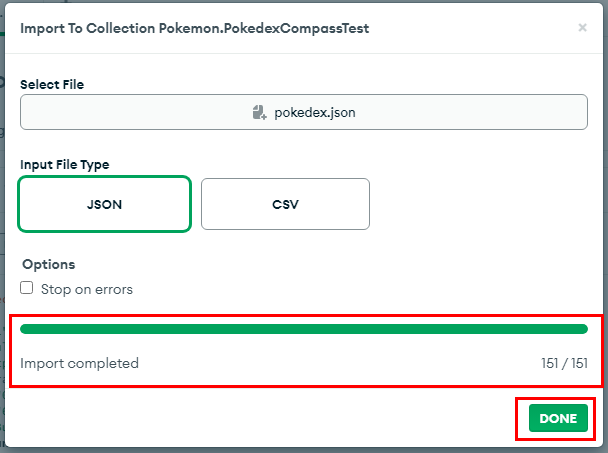 Import To Collection Pokemon.PokedexCompassTest ×
Select File
pokedex.json
Input File Type
JSON CSV
Options
Stop on errors
Import completed 151 / 151
DONE